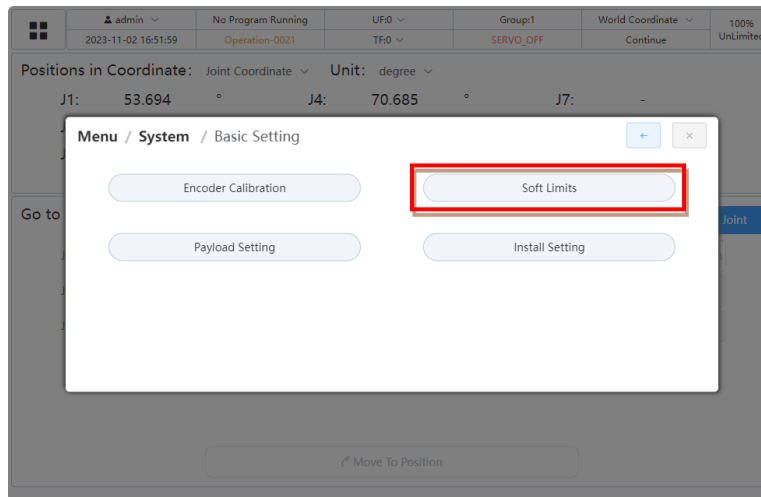 admin No Program Running UF:0 Group:1 World Coordinate 100%
2023-11-02 16:51:59 Operation-0021 TF:0 SERVO_OFF Continue UnLimited
Positions in Coordinate: Joint Coordinate Unit: degree
J1: 53.694 ° J4: 70.685 ° J7: -
Menu / System / Basic Setting
Encoder Calibration Soft Limits
Go to Joint
Payload Setting Install Setting
Move To Position